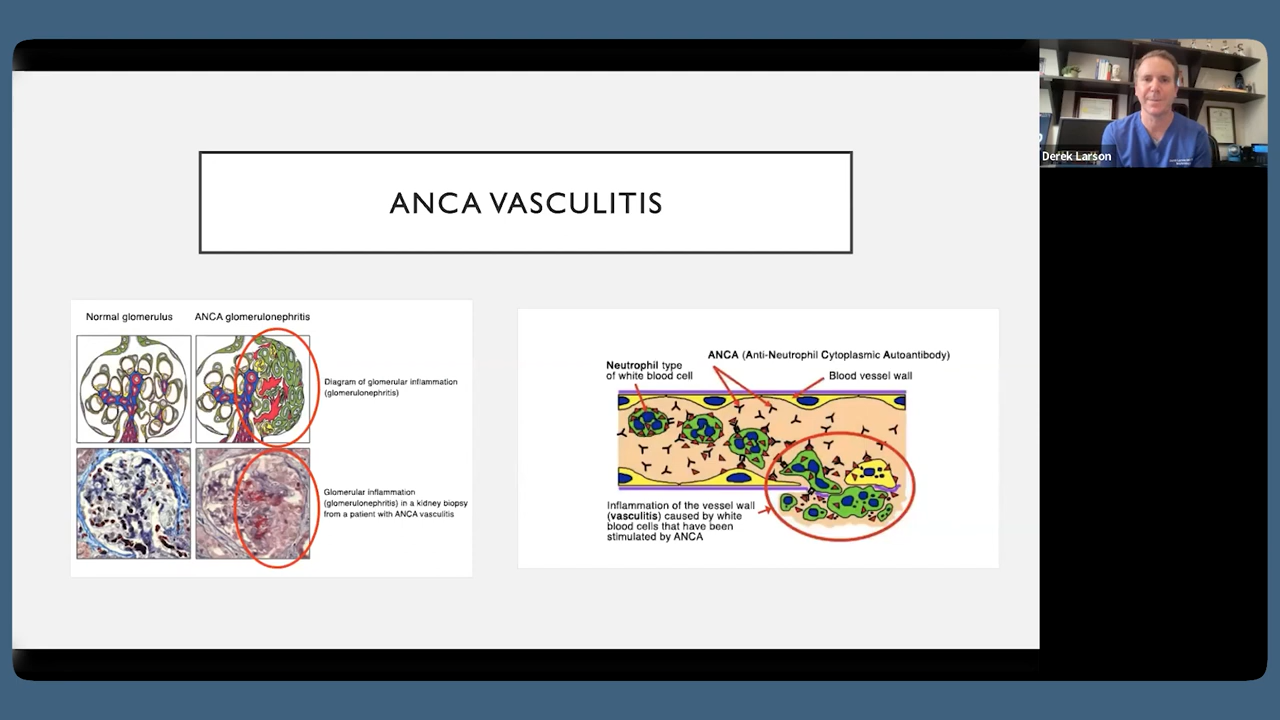 ANCA VASCULITIS
Normal glomerulus
ANCA glomerulonephritis
Diagram of glomerular inflammation
(glomerulonephritis)
Glomerular inflammation
(glomerulonephritis) in a kidney biopsy
from a patient with ANCA vasculitis
ANCA (Anti-Neutrophil Cytoplasmic Autoantibody)
Neutrophil type
of white blood cell
Blood vessel wall
Inflammation of the vessel wall
(vasculitis) caused by white
blood cells that have been
stimulated by ANCA
Derek Larson